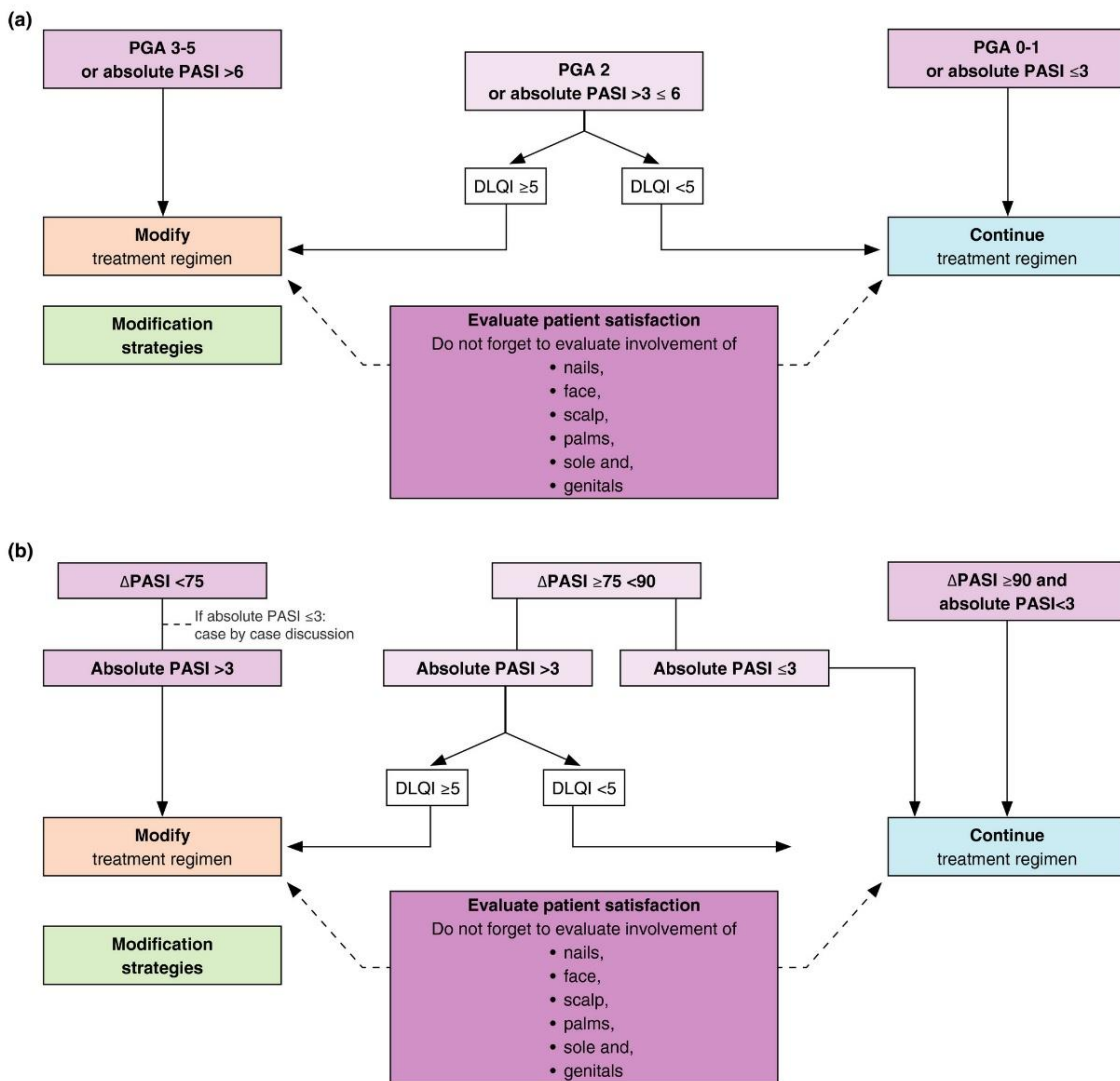 (a)
PGA 3-5
or absolute PASI >6
PGA 2
or absolute PASI >3 ≤ 6
PGA 0-1
or absolute PASI ≤3
DLQI ≥5
DLQI <5
Modify
treatment regimen
Continue
treatment regimen
Modification
strategies
Evaluate patient satisfaction
Do not forget to evaluate involvement of
• nails,
• face,
• scalp,
• palms,
• sole and,
• genitals
(b)
ΔPASI <75
ΔPASI ≥75 <90
ΔPASI ≥90 and
absolute PASI<3
If absolute PASI ≤3:
case by case discussion
Absolute PASI >3
Absolute PASI >3
Absolute PASI ≤3
DLQI ≥5
DLQI <5
Modify
treatment regimen
Continue
treatment regimen
Modification
strategies
Evaluate patient satisfaction
Do not forget to evaluate involvement of
• nails,
• face,
• scalp,
• palms,
• sole and,
• genitals